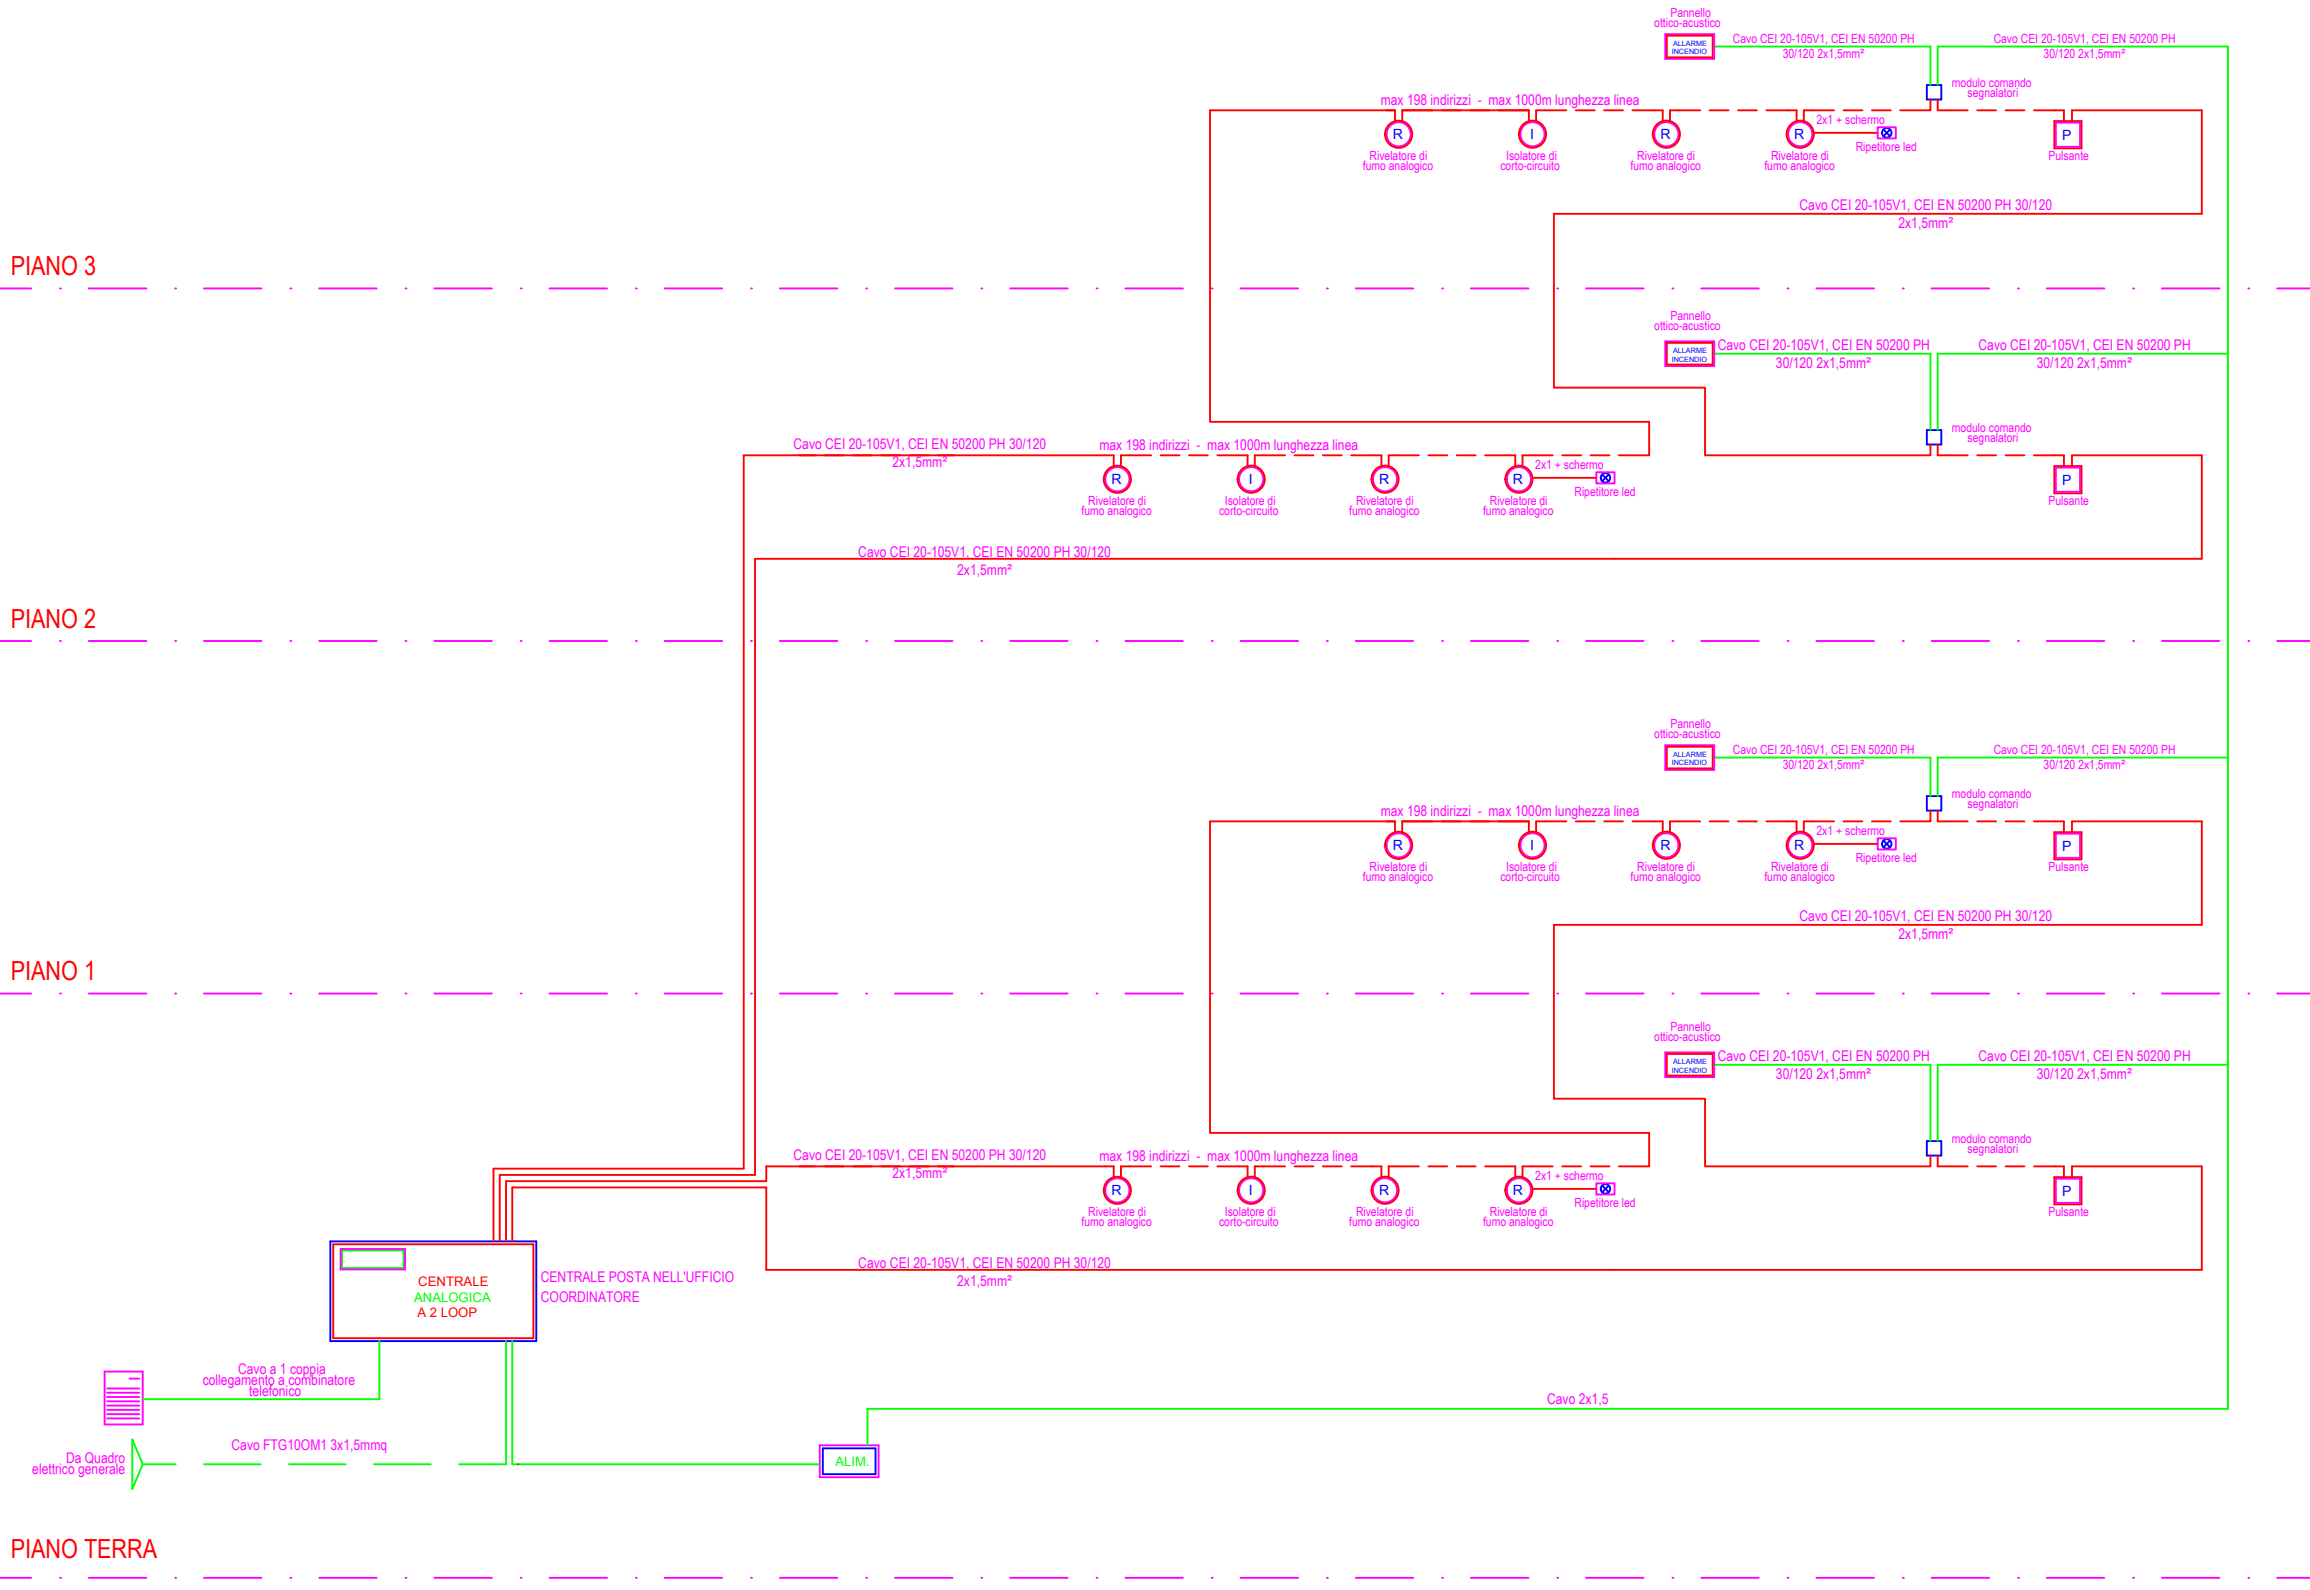 Pannello
ottico-acustico
ALLARME
INCENDIO
Cavo CEI 20-105V1, CEI EN 50200 PH
30/120 2x1,5mm²
Cavo CEI 20-105V1, CEI EN 50200 PH
30/120 2x1,5mm²
modulo comando
segnalatori
max 198 indirizzi - max 1000m lunghezza linea
R
Rivelatore di
fumo analogico
I
Isolatore di
corto-circuito
R
Rivelatore di
fumo analogico
R
Rivelatore di
fumo analogico
2x1 + schermo
Ripetitore led
P
Pulsante
Cavo CEI 20-105V1, CEI EN 50200 PH 30/120
2x1,5mm²
PIANO 3
Pannello
ottico-acustico
ALLARME
INCENDIO
Cavo CEI 20-105V1, CEI EN 50200 PH
30/120 2x1,5mm²
Cavo CEI 20-105V1, CEI EN 50200 PH
30/120 2x1,5mm²
modulo comando
segnalatori
Cavo CEI 20-105V1, CEI EN 50200 PH 30/120
2x1,5mm²
max 198 indirizzi - max 1000m lunghezza linea
R
Rivelatore di
fumo analogico
I
Isolatore di
corto-circuito
R
Rivelatore di
fumo analogico
R
Rivelatore di
fumo analogico
2x1 + schermo
Ripetitore led
P
Pulsante
Cavo CEI 20-105V1, CEI EN 50200 PH 30/120
2x1,5mm²
PIANO 2
Pannello
ottico-acustico
ALLARME
INCENDIO
Cavo CEI 20-105V1, CEI EN 50200 PH
30/120 2x1,5mm²
Cavo CEI 20-105V1, CEI EN 50200 PH
30/120 2x1,5mm²
modulo comando
segnalatori
max 198 indirizzi - max 1000m lunghezza linea
R
Rivelatore di
fumo analogico
I
Isolatore di
corto-circuito
R
Rivelatore di
fumo analogico
R
Rivelatore di
fumo analogico
2x1 + schermo
Ripetitore led
P
Pulsante
Cavo CEI 20-105V1, CEI EN 50200 PH 30/120
2x1,5mm²
PIANO 1
Pannello
ottico-acustico
ALLARME
INCENDIO
Cavo CEI 20-105V1, CEI EN 50200 PH
30/120 2x1,5mm²
Cavo CEI 20-105V1, CEI EN 50200 PH
30/120 2x1,5mm²
modulo comando
segnalatori
Cavo CEI 20-105V1, CEI EN 50200 PH 30/120
2x1,5mm²
max 198 indirizzi - max 1000m lunghezza linea
R
Rivelatore di
fumo analogico
I
Isolatore di
corto-circuito
R
Rivelatore di
fumo analogico
R
Rivelatore di
fumo analogico
2x1 + schermo
Ripetitore led
P
Pulsante
Cavo CEI 20-105V1, CEI EN 50200 PH 30/120
2x1,5mm²
CENTRALE
ANALOGICA
A 2 LOOP
CENTRALE POSTA NELL'UFFICIO
COORDINATORE
Cavo a 1 coppia
collegamento a combinatore
telefonico
Cavo 2x1,5
Da Quadro
elettrico generale
Cavo FTG10OM1 3x1,5mmq
ALIM.
PIANO TERRA